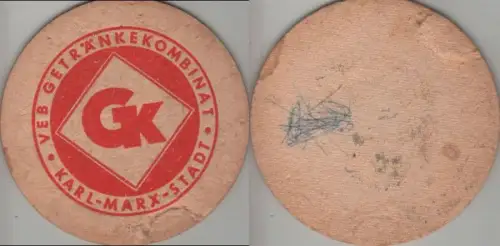 • VEB GETRÄNKEKOMBINAT •
GK
KARL-MARX-STADT